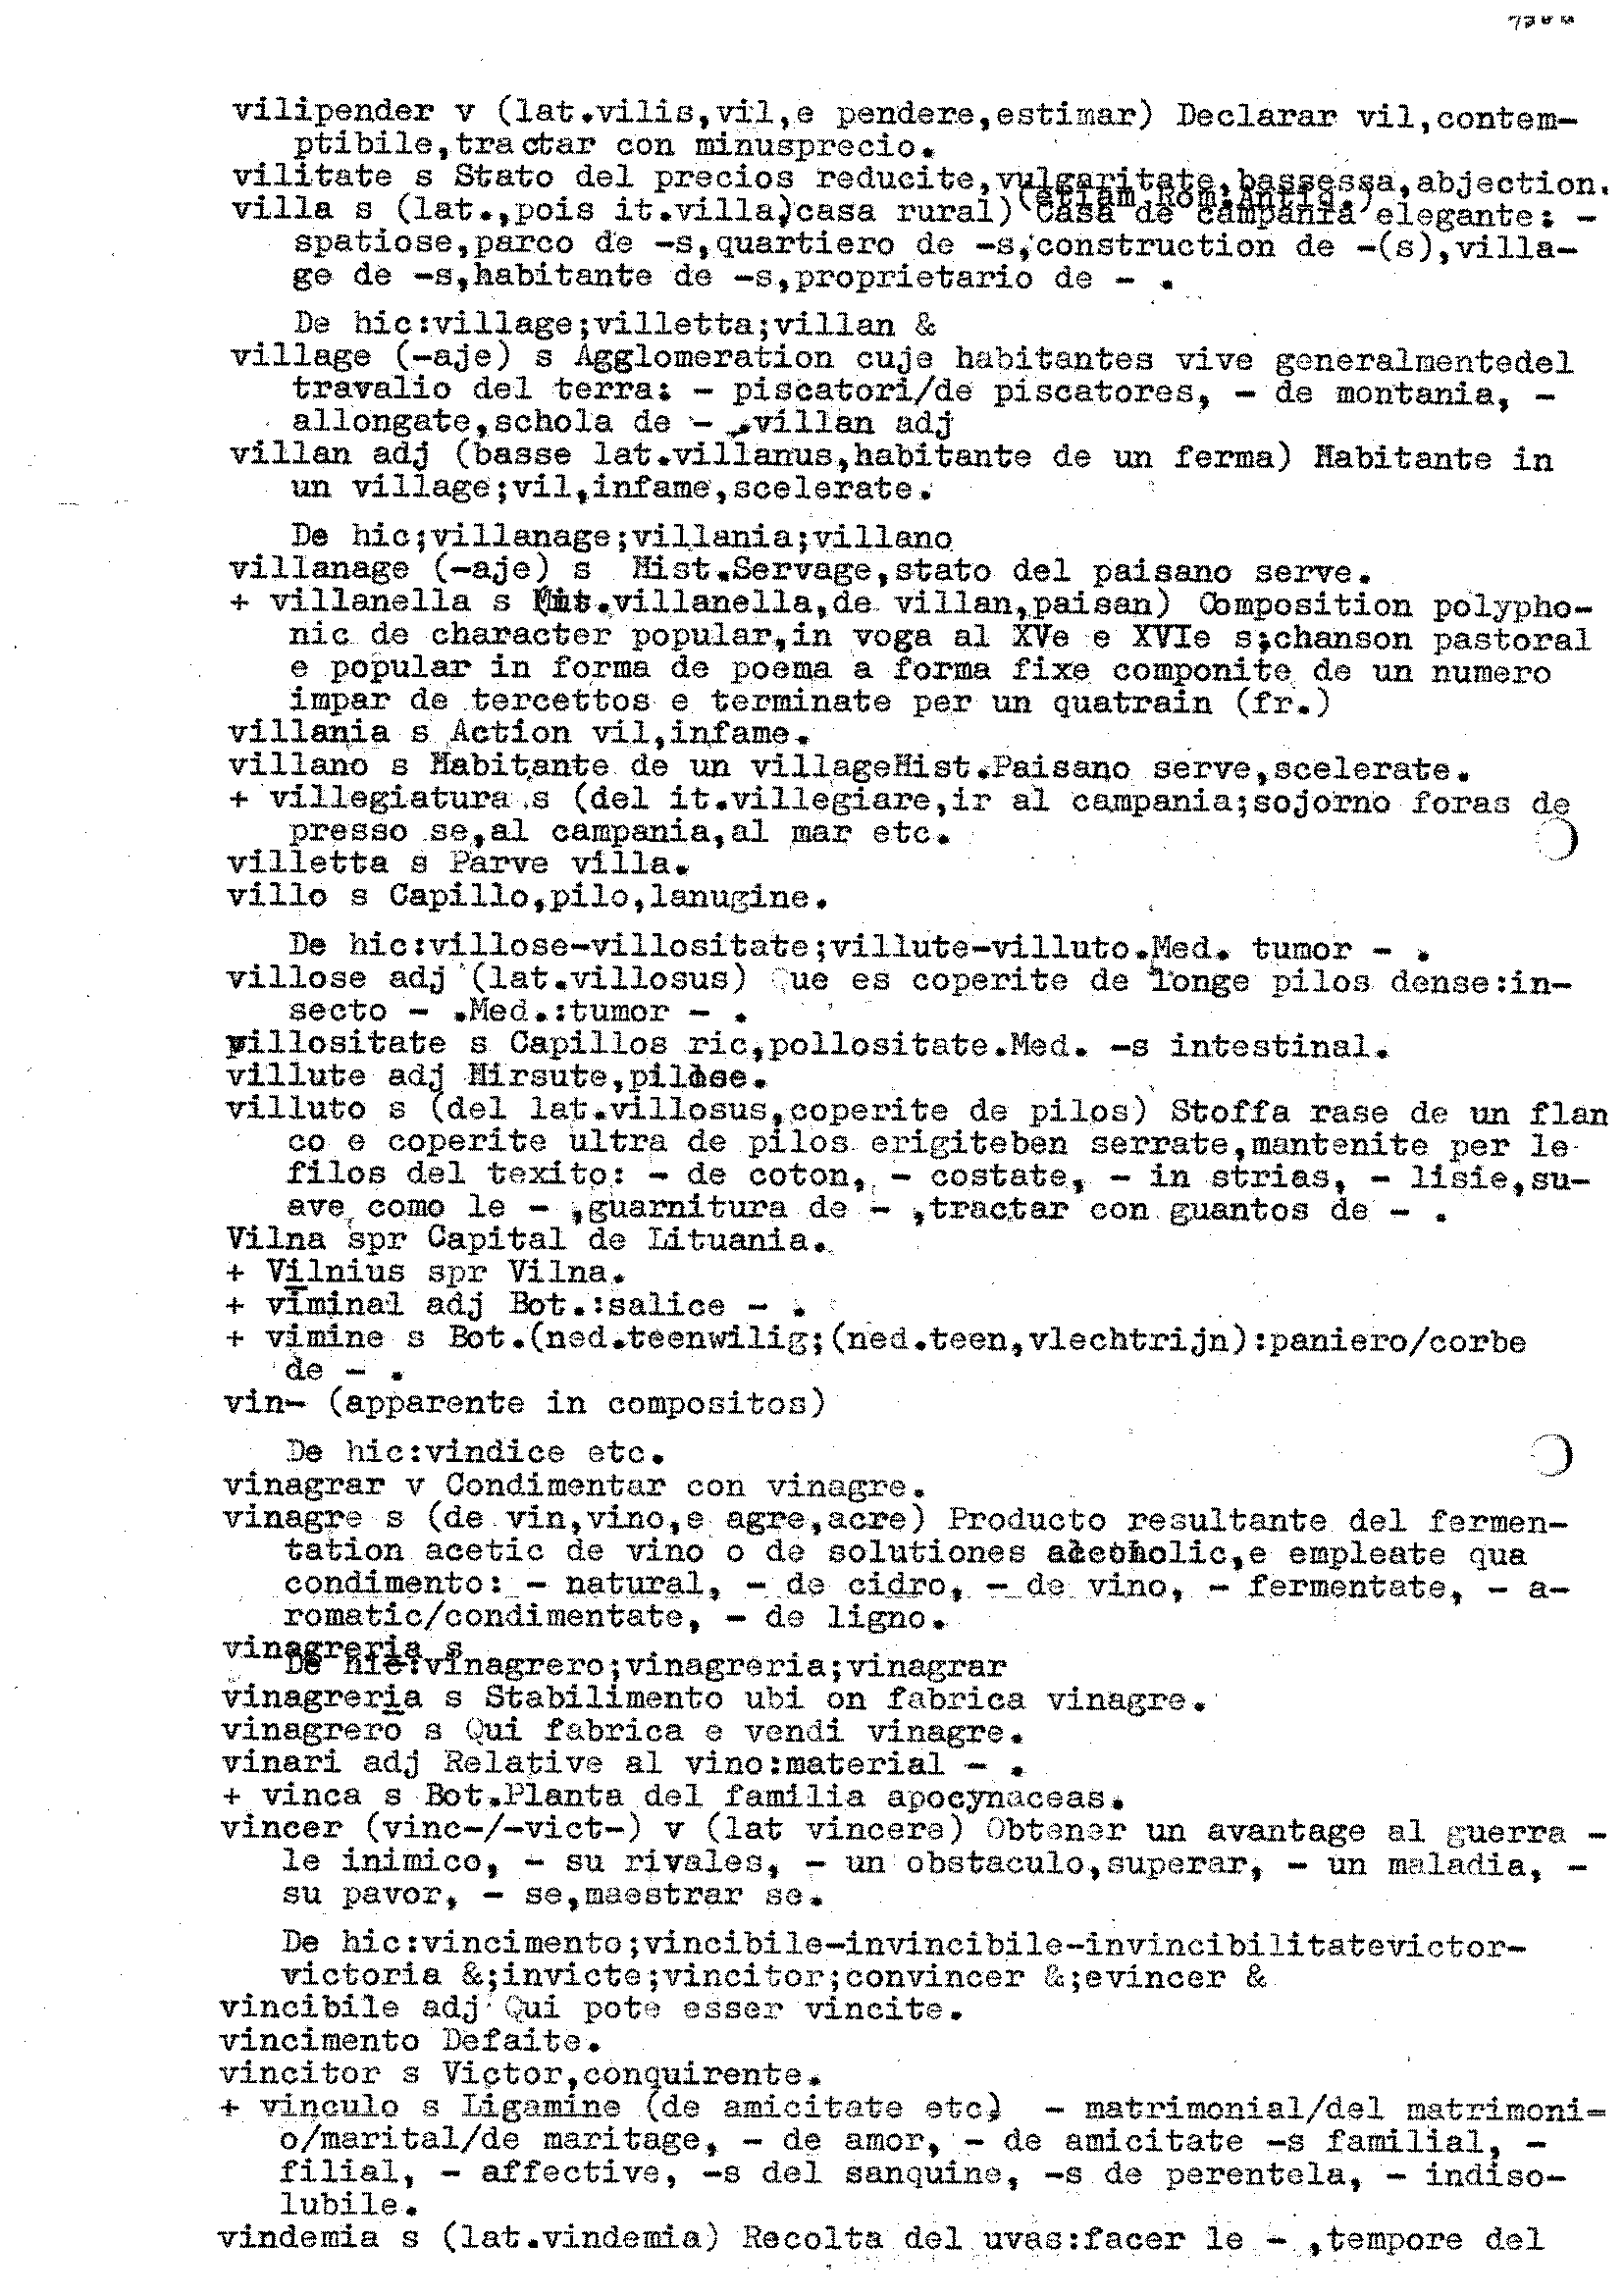 vilipender v (lat.vilis,vil,e pendere,estimar) Declarar vil,contem-
ptibile,tractar con minusprecio.
vilitate s Stato del precios reducite,vulgaritate,bassessa,abjection.
(etiam Rom.Antiq.)
villa s (lat.,pois it.villa)casa rural) Casa de campania elegante: -
spatiose,parco de -s,quartiero de -s,construction de -(s),villa-
ge de -s,habitante de -s,proprietario de - .
De hic:village;villetta;villan &
village (-aje) s Agglomeration cuje habitantes vive generalmentedel
travalio del terra: - piscatori/de piscatores, - de montania, -
allongate,schola de - .villan adj
villan adj (basse lat.villanus,habitante de un ferma) Habitante in
un village;vil,infame,scelerate.
De hic;villanage;villania;villano
villanage (-aje) s Hist.Servage,stato del paisano serve.
+ villanella s (it.villanella,de villan,paisan) Composition polypho-
nic de character popular,in voga al XVe e XVIe s;chanson pastoral
e popular in forma de poema a forma fixe componite de un numero
impar de tercettos e terminate per un quatrain (fr.)
villania s Action vil,infame.
villano s Habitante de un villageHist.Paisano serve,scelerate.
+ villegiatura s (del it.villegiare,ir al campania;sojorno foras de
presso se,al campania,al mar etc.
villetta s Parve villa.
villo s Capillo,pilo,lanugine.
De hic:villose-villositate;villute-villuto.Med. tumor - .
villose adj (lat.villosus) Que es coperite de longe pilos dense:in-
secto - .Med.:tumor - .
villositate s Capillos ric,pollositate.Med. -s intestinal.
villute adj Hirsute,pilose.
villuto s (del lat.villosus,coperite de pilos) Stoffa rase de un flan
co e coperite ultra de pilos erigiteben serrate,mantenite per le
filos del texito: - de coton, - costate, - in strias, - lisie,su-
ave como le - ,guarnitura de - ,tractar con guantos de - .
Vilna spr Capital de Lituania.
+ Vilnius spr Vilna.
+ viminal adj Bot.:salice - .
+ vimine s Bot.(ned.teenwilig;(ned.teen,vlechtrijn):paniero/corbe
de - .
vin- (apparente in compositos)
De hic:vindice etc.
vinagrar v Condimentar con vinagre.
vinagre s (de vin,vino,e agre,acre) Producto resultante del fermen-
tation acetic de vino o de solutiones alcoholic,e empleate qua
condimento: - natural, - de cidro, - de vino, - fermentate, - a-
romatic/condimentate, - de ligno.
vinagreria s
De hic:vinagrero;vinagreria;vinagrar
vinagreria s Stabilimento ubi on fabrica vinagre.
vinagrero s Qui fabrica e vendi vinagre.
vinari adj Relative al vino:material - .
+ vinca s Bot.Planta del familia apocynaceas.
vincer (vinc-/-vict-) v (lat vincere) Obtener un avantage al guerra -
le inimico, - su rivales, - un obstaculo,superar, - un maladia, -
su pavor, - se,maestrar se.
De hic:vincimento;vincibile-invincibile-invincibilitatevictor-
victoria &;invicte;vincitor;convincer &;evincer &
vincibile adj Qui pote esser vincite.
vincimento Defaite.
vincitor s Victor,conquirente.
+ vinculo s Ligamine (de amicitate etc) - matrimonial/del matrimoni-
o/marital/de maritage, - de amor, - de amicitate -s familial, -
filial, - affective, -s del sanquine, -s de perentela, - indiso-
lubile.
vindemia s (lat.vindemia) Recolta del uvas:facer le - ,tempore del